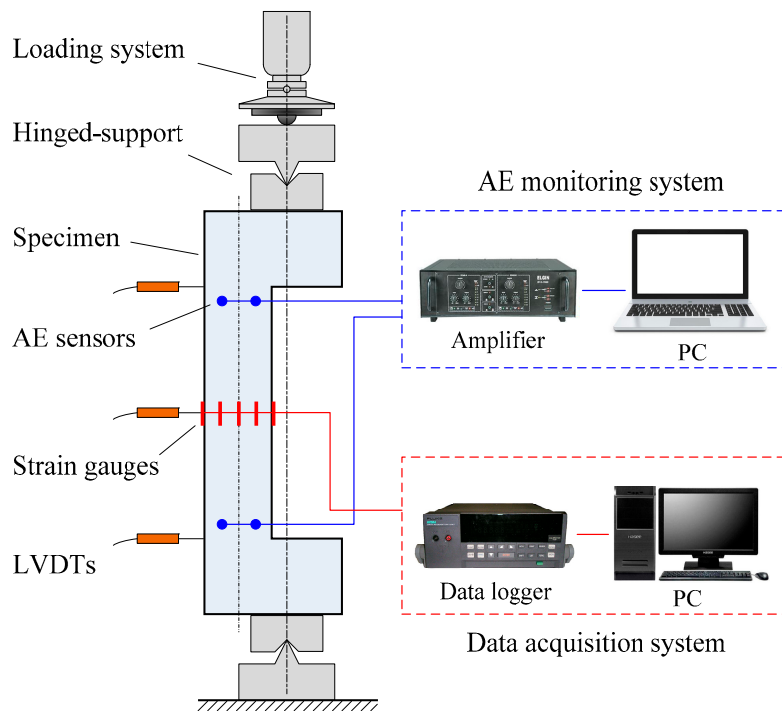 Loading system
Hinged-support
Specimen
AE sensors
Strain gauges
LVDTs
AE monitoring system
ELGIN
Amplifier
PC
Data logger
PC
Data acquisition system